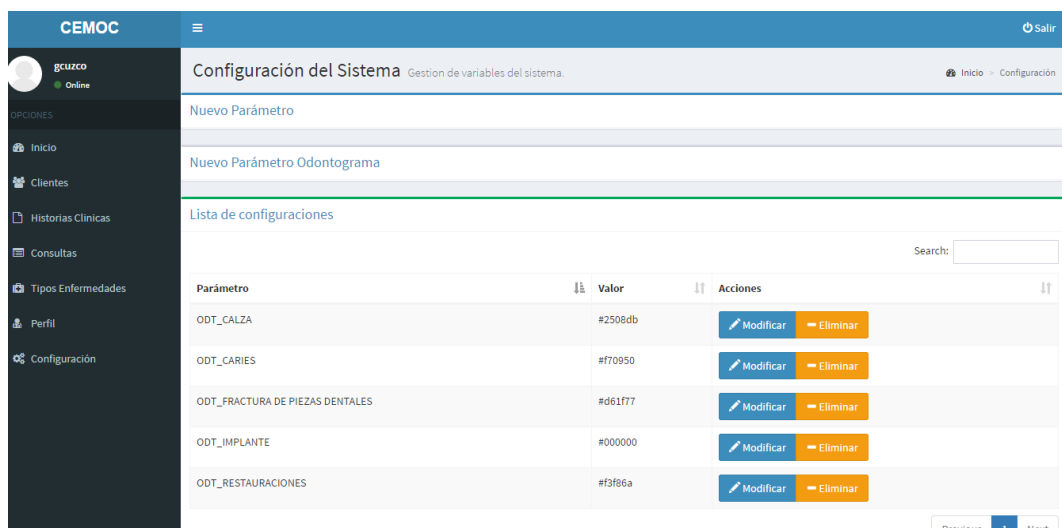 CEMOC
Salir
gcuzco
Online
Configuración del Sistema Gestion de variables del sistema.
Inicio > Configuración
OPCIONES
Inicio
Clientes
Historias Clinicas
Consultas
Tipos Enfermedades
Perfil
Configuración
Nuevo Parámetro
Nuevo Parámetro Odontograma
Lista de configuraciones
Search:
Parámetro Valor Acciones
ODT_CALZA #2508db Modificar Eliminar
ODT_CARIES #f70950 Modificar Eliminar
ODT_FRACTURA DE PIEZAS DENTALES #d61f77 Modificar Eliminar
ODT_IMPLANTE #000000 Modificar Eliminar
ODT_RESTAURACIONES #f3f86a Modificar Eliminar
Previous 1 Next